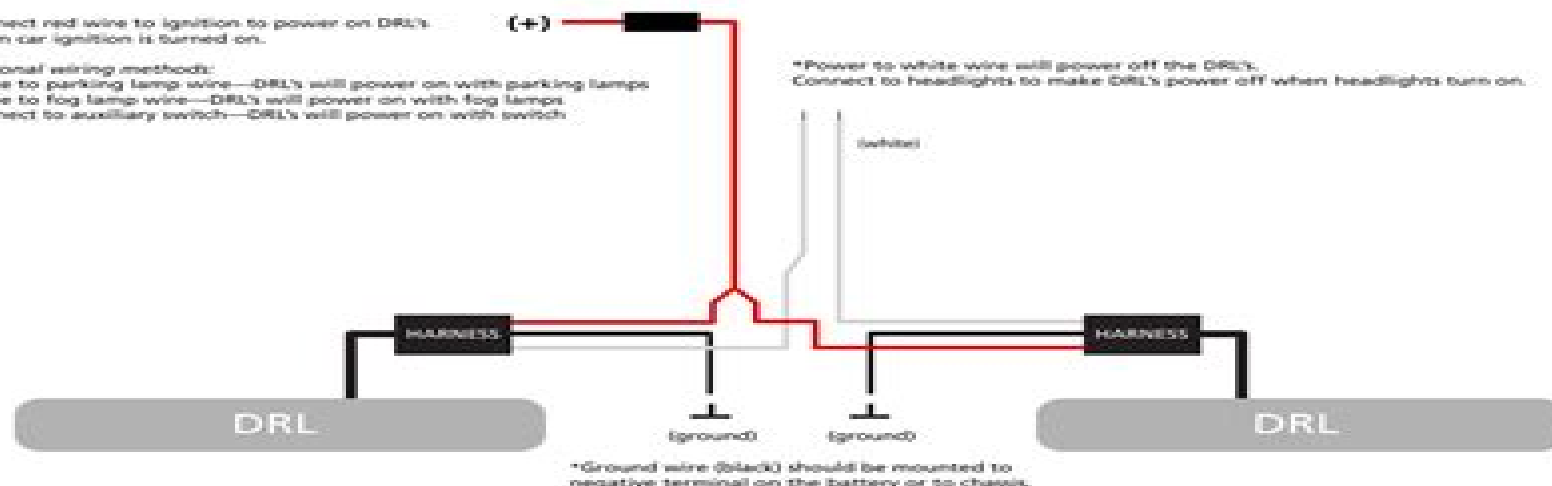 nect red wire to ignition to power on DRL's
n car ignition is turned on.
(+)
onal wiring methods:
e to parking lamp wire—DRL's will power on with parking lamps
e to fog lamp wire—DRL's will power on with fog lamps
nect to auxiliary switch—DRL's will power on with switch
*Power to white wire will power off the DRL's.
Connect to headlights to make DRL's power off when headlights turn on.
(white)
HARNESS
HARNESS
DRL
DRL
(ground)
(ground)
*Ground wire (black) should be mounted to
negative terminal on the battery or to chassis.